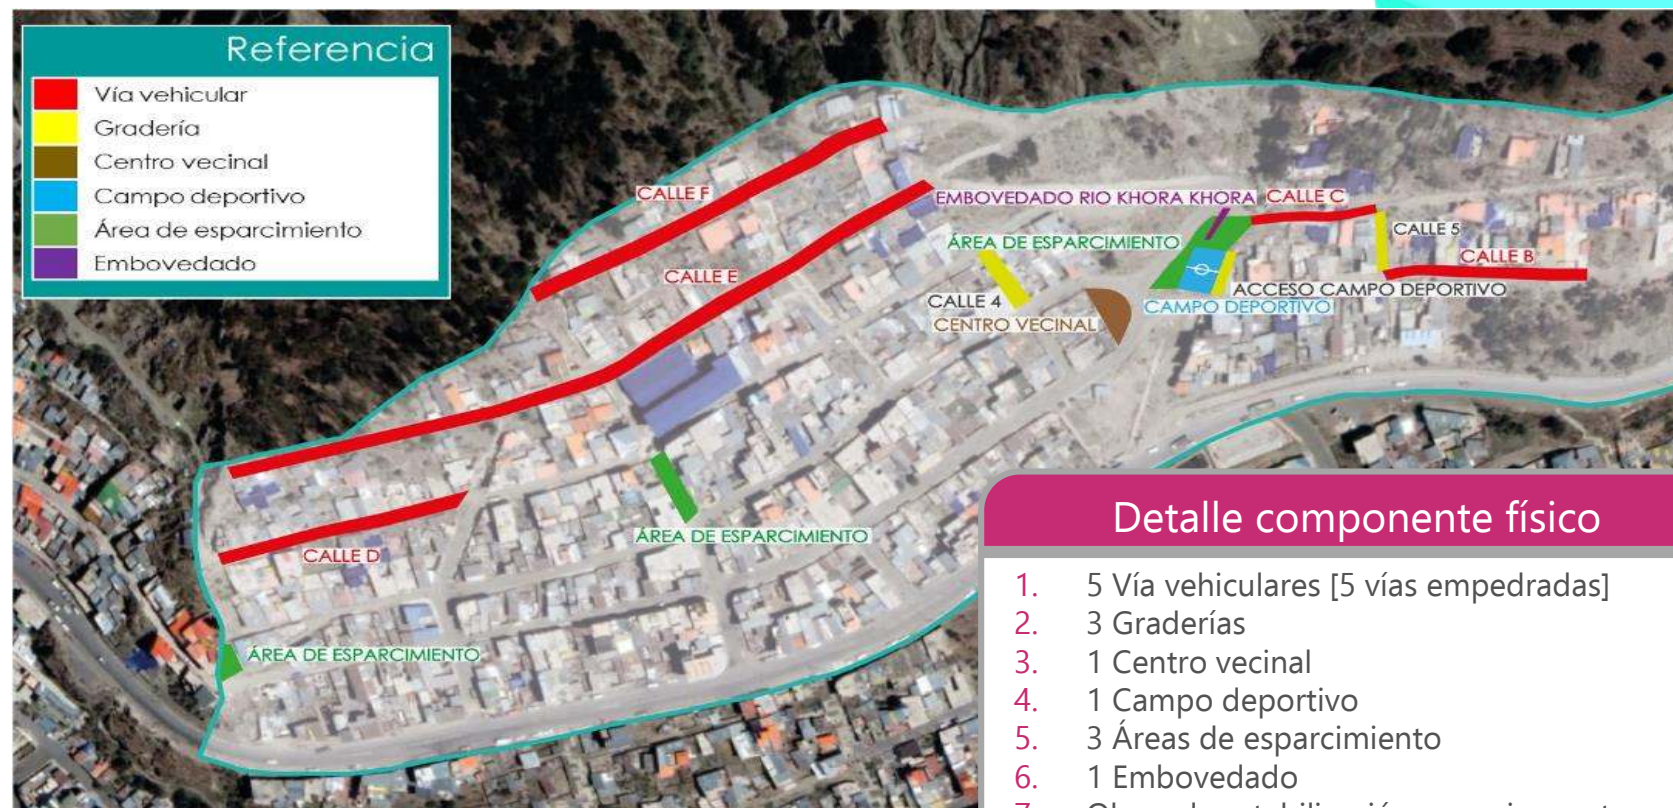 Referencia
Vía vehicular
Gradería
Centro vecinal
Campo deportivo
Área de esparcimiento
Embovedado
CALLE F
EMBOVEDADO RIO KHORA KHORA
CALLE C
CALLE 5
ÁREA DE ESPARCIMIENTO
CALLE B
CALLE E
ACCESO CAMPO DEPORTIVO
CALLE 4
CAMPO DEPORTIVO
CENTRO VECINAL
ÁREA DE ESPARCIMIENTO
CALLE D
ÁREA DE ESPARCIMIENTO
Detalle componente físico
1. 5 Vía vehiculares [5 vías empedradas]
2. 3 Graderías
3. 1 Centro vecinal
4. 1 Campo deportivo
5. 3 Áreas de esparcimiento
6. 1 Embovedado